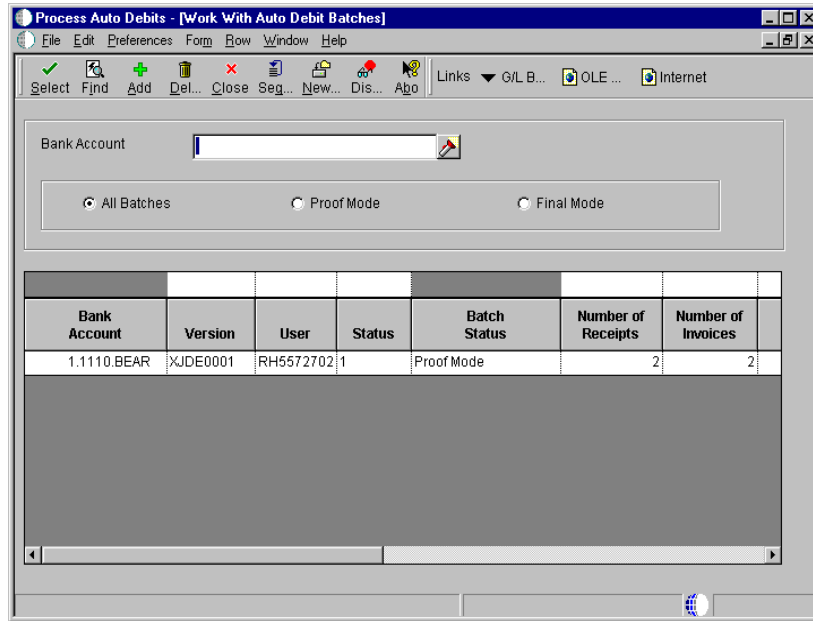 Process Auto Debits - [Work With Auto Debit Batches]
File Edit Preferences Form Row Window Help
Select Find Add Del... Close Seq... New... Dis... Abo Links G/L B... OLE ... Internet
Bank Account
All Batches Proof Mode Final Mode
Bank Account Version User Status Batch Status Number of Receipts Number of Invoices
1.1110.BEAR XJDE0001 RH5572702 1 Proof Mode 2 2